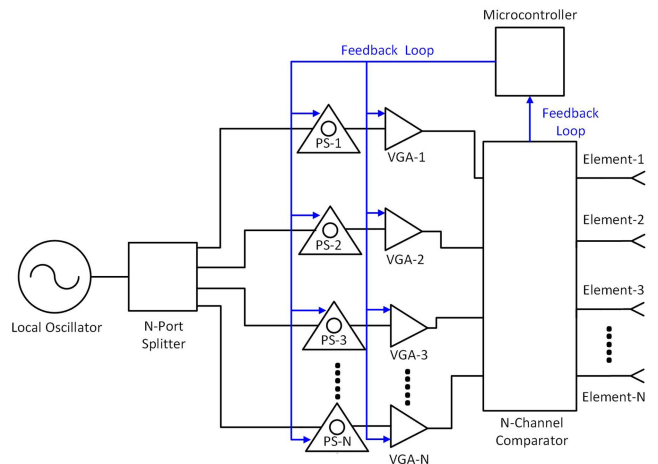 Microcontroller
Feedback Loop
Feedback
Loop
PS-1
VGA-1
Element-1
PS-2
VGA-2
Element-2
Local Oscillator
N-Port
Splitter
PS-3
VGA-3
Element-3
PS-N
VGA-N
Element-N
N-Channel
Comparator